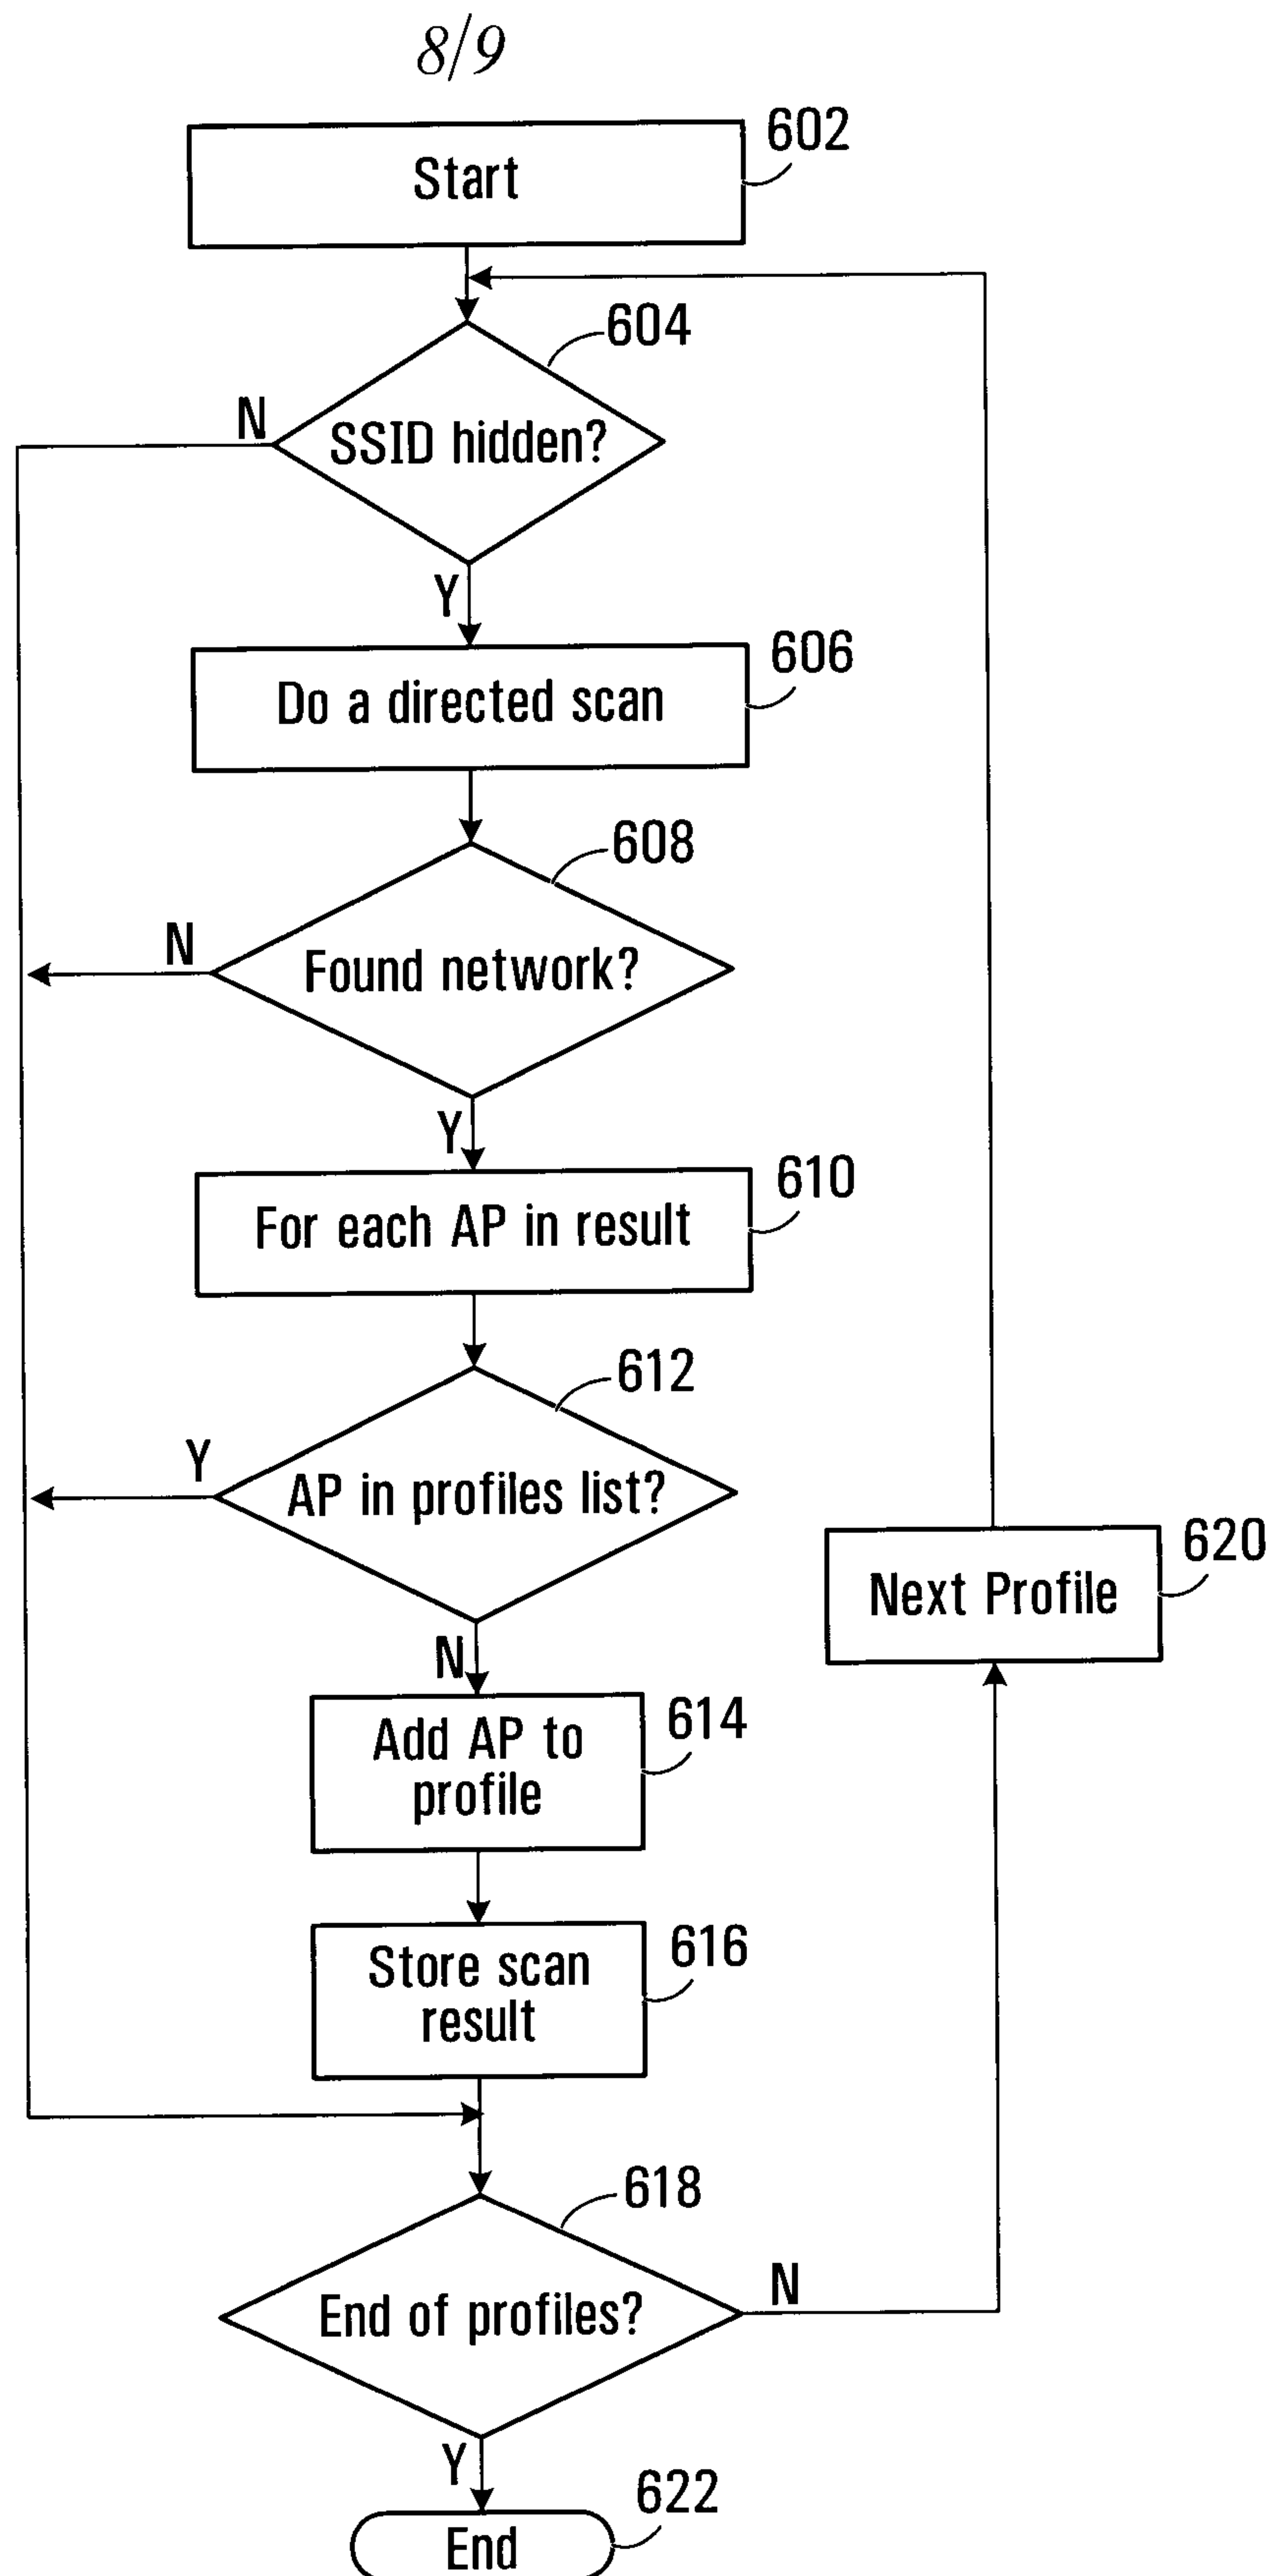 8/9
602
Start
604
N
SSID hidden?
Y
606
Do a directed scan
608
N
Found network?
Y
610
For each AP in result
612
Y
AP in profiles list?
620
Next Profile
N
614
Add AP to
profile
616
Store scan
result
618
N
End of profiles?
Y
622
End